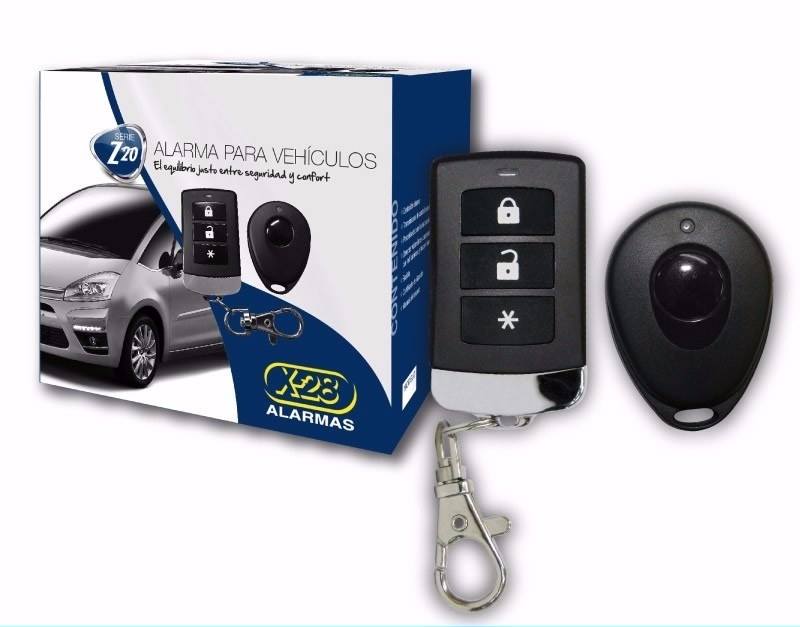 SERIE
Z20
ALARMA PARA VEHÍCULOS
El equilibrio justo entre seguridad y confort
CONTENIDO
X-28
ALARMAS